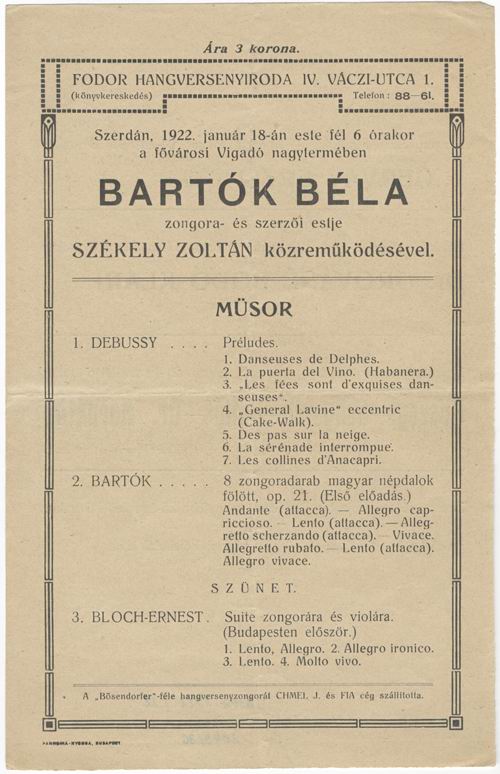 Ára 3 korona.
FODOR HANGVERSENYIRODA IV. VÁCZI-UTCA 1.
(könyvkereskedés) Telefon: 88—61.
Szerdán, 1922. január 18-án este fél 6 órakor
a fővárosi Vigadó nagytermében
BARTÓK BÉLA
zongora- és szerzői estje
SZÉKELY ZOLTÁN közreműködésével.
MŰSOR
1. DEBUSSY . . . . Préludes.
1. Danseuses de Delphes.
2. La puerta del Vino. (Habanera.)
3. „Les fées sont d'exquises dan-
seuses“.
4. „General Lavine“ eccentric
(Cake-Walk).
5. Des pas sur la neige.
6. La sérénade interrompue.
7. Les collines d'Anacapri.
2. BARTÓK . . . . . 8 zongoradarab magyar népdalok
fölött, op. 21. (Első előadás.)
Andante (attacca). — Allegro cap-
riccioso. — Lento (attacca). — Alleg-
retto scherzando (attacca). — Vivace.
Allegretto rubato. — Lento (attacca).
Allegro vivace.
SZÜNET.
3. BLOCH-ERNEST . Suite zongorára és violára.
(Budapesten először.)
1. Lento, Allegro. 2. Allegro ironico.
3. Lento. 4. Molto vivo.
A „Bösendorfer“-féle hangversenyzongorát CHMEL J. és FIA cég szállította.
PANNONIA-NYOMDA, BUDAPEST